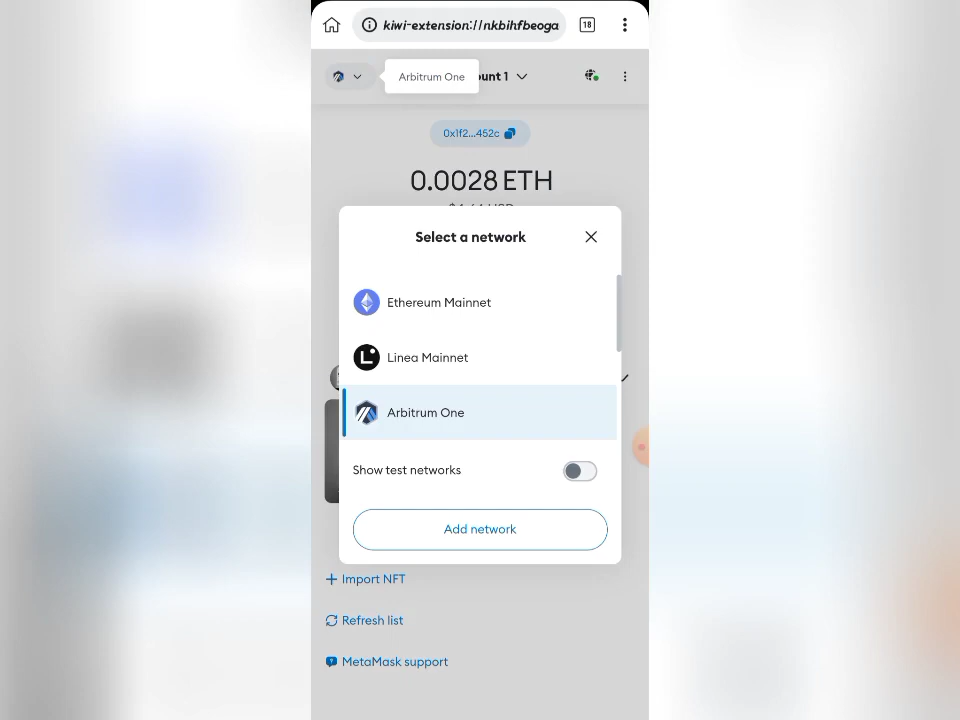 kiwi-extension://nkbihfbeoga
18
Arbitrum One
unt 1
0x1f2...452c
0.0028 ETH
Select a network
Ethereum Mainnet
Linea Mainnet
Arbitrum One
Show test networks
Add network
Import NFT
Refresh list
MetaMask support